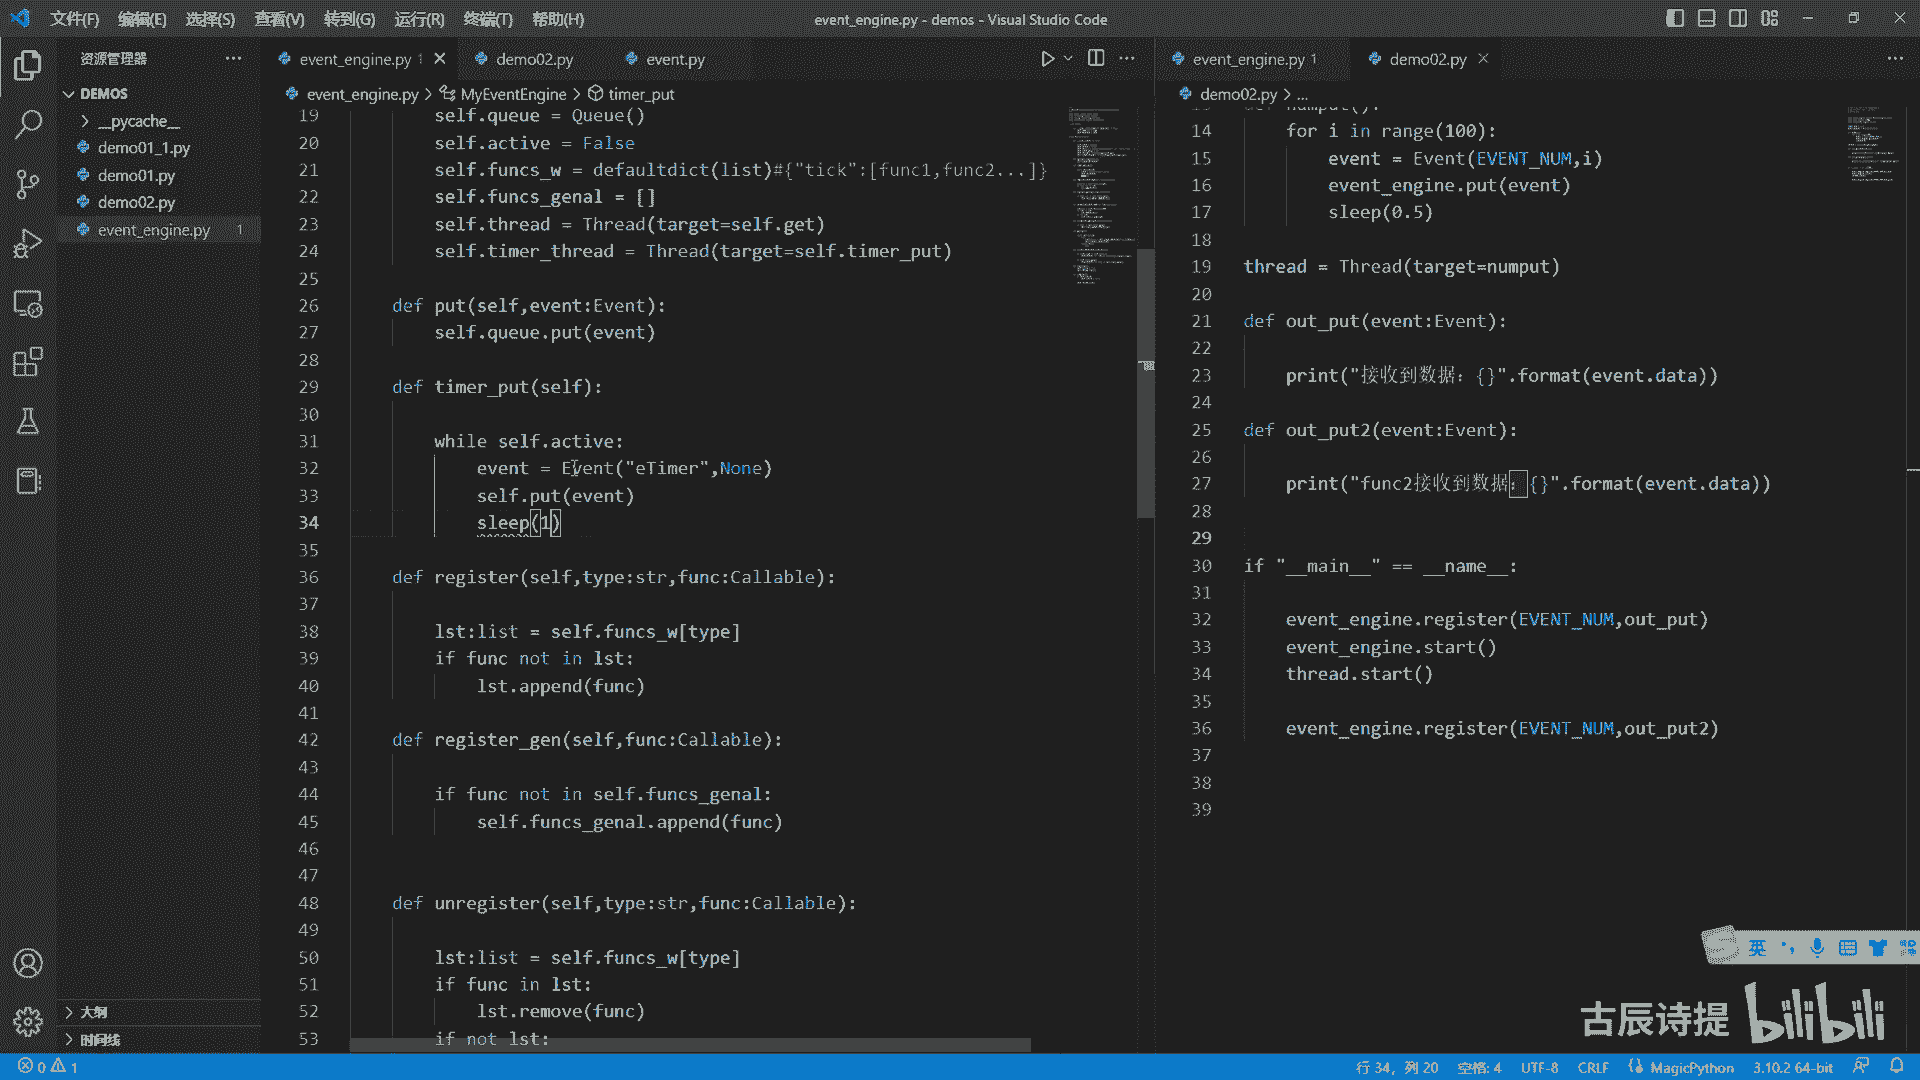 文件(F) 编辑(E) 选择(S) 查看(V) 转到(G) 运行(R) 终端(T) 帮助(H)
event_engine.py - demos - Visual Studio Code
资源管理器
DEMOS
__pycache__
demo01_1.py
demo01.py
demo02.py
event_engine.py 1
大纲
时间线
event_engine.py 1
demo02.py
event.py
event_engine.py > MyEventEngine > timer_put
19 self.queue = Queue()
20 self.active = False
21 self.funcs_w = defaultdict(list)#{"tick":[func1,func2...]}
22 self.funcs_genal = []
23 self.thread = Thread(target=self.get)
24 self.timer_thread = Thread(target=self.timer_put)
25
26 def put(self,event:Event):
27 self.queue.put(event)
28
29 def timer_put(self):
30
31 while self.active:
32 event = Event("eTimer",None)
33 self.put(event)
34 sleep(1)
35
36 def register(self,type:str,func:Callable):
37
38 lst:list = self.funcs_w[type]
39 if func not in lst:
40 lst.append(func)
41
42 def register_gen(self,func:Callable):
43
44 if func not in self.funcs_genal:
45 self.funcs_genal.append(func)
46
47
48 def unregister(self,type:str,func:Callable):
49
50 lst:list = self.funcs_w[type]
51 if func in lst:
52 lst.remove(func)
53 if not lst:
event_engine.py 1
demo02.py
demo02.py > ...
def numput():
14 for i in range(100):
15 event = Event(EVENT_NUM,i)
16 event_engine.put(event)
17 sleep(0.5)
18
19 thread = Thread(target=numput)
20
21 def out_put(event:Event):
22
23 print("接收到数据：{}".format(event.data))
24
25 def out_put2(event:Event):
26
27 print("func2接收到数据：{}".format(event.data))
28
29
30 if "__main__" == __name__:
31
32 event_engine.register(EVENT_NUM,out_put)
33 event_engine.start()
34 thread.start()
35
36 event_engine.register(EVENT_NUM,out_put2)
37
38
39
英
古辰诗提 bilibili
0 1
行 34，列 20 空格: 4 UTF-8 CRLF MagicPython 3.10.2 64-bit